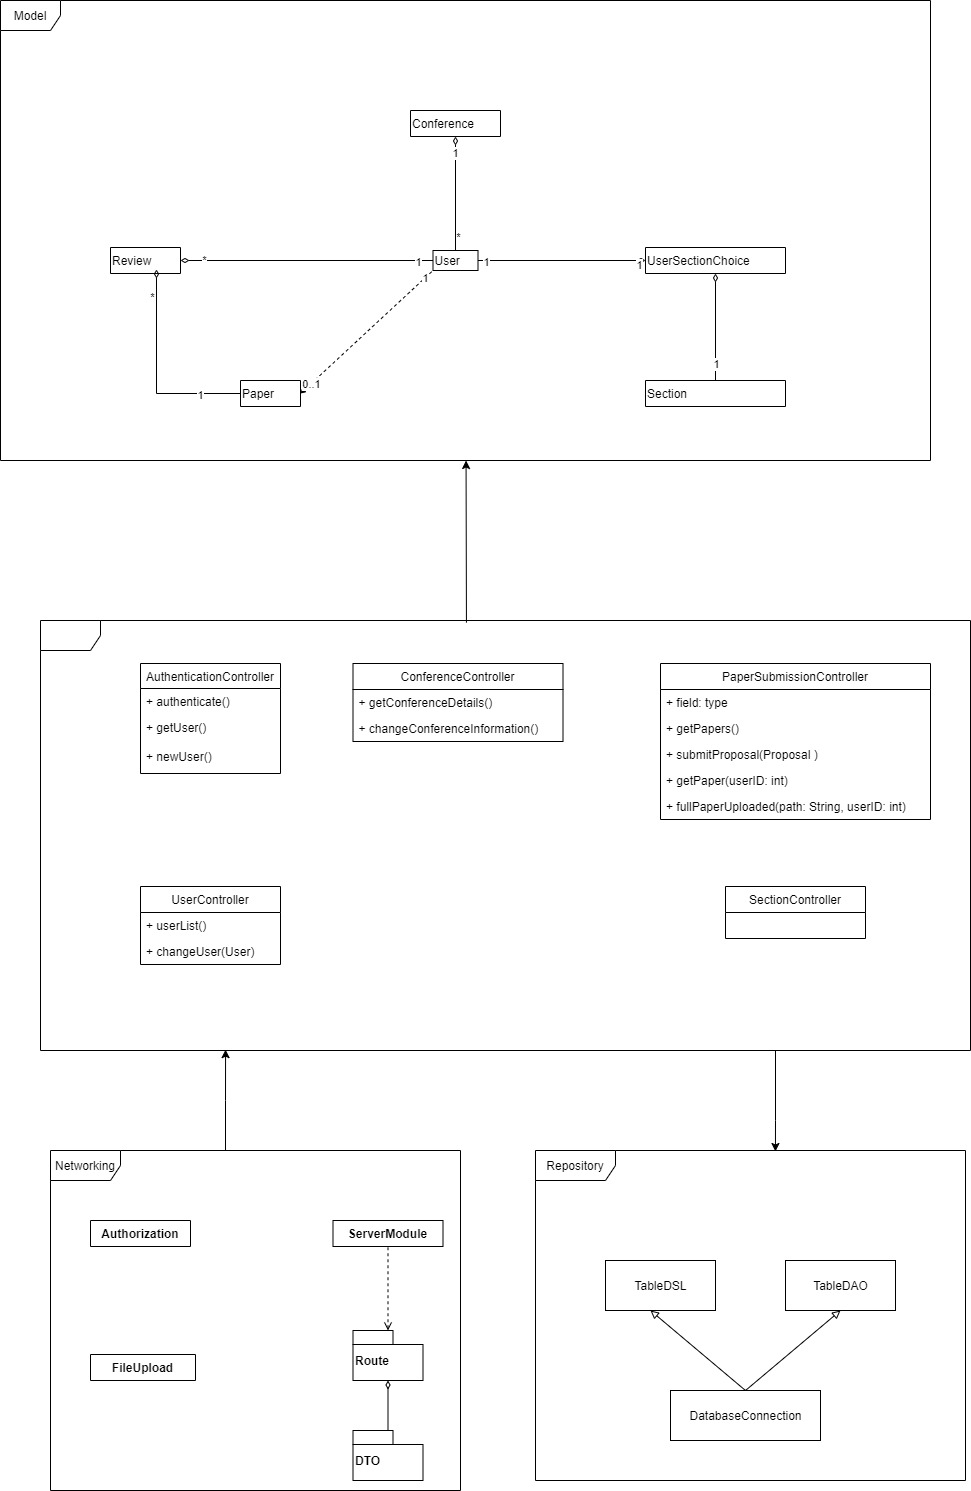 Model
Conference
1
*
Review
*
1
User
1
1
UserSectionChoice
*
1
1
0..1
1
Paper
1
Section
AuthenticationController
+ authenticate()
+ getUser()
+ newUser()
ConferenceController
+ getConferenceDetails()
+ changeConferenceInformation()
PaperSubmissionController
+ field: type
+ getPapers()
+ submitProposal(Proposal )
+ getPaper(userID: int)
+ fullPaperUploaded(path: String, userID: int)
UserController
+ userList()
+ changeUser(User)
SectionController
Networking
Authorization
ServerModule
FileUpload
Route
DTO
Repository
TableDSL
TableDAO
DatabaseConnection